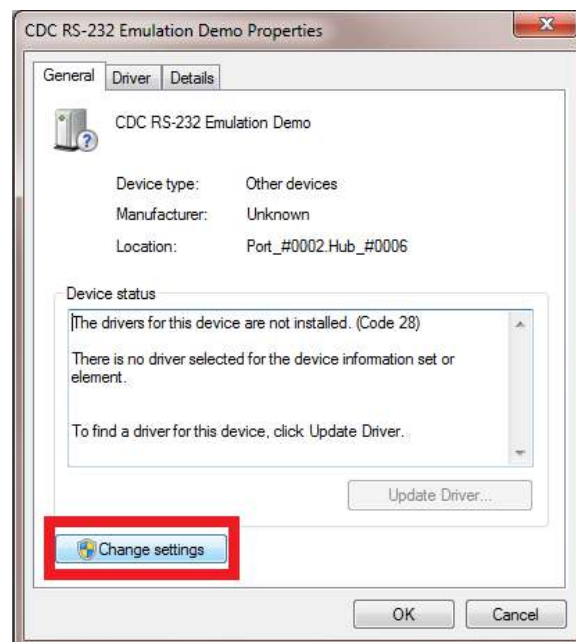 CDC RS-232 Emulation Demo Properties
General Driver Details
CDC RS-232 Emulation Demo
Device type: Other devices
Manufacturer: Unknown
Location: Port_#0002.Hub_#0006
Device status
The drivers for this device are not installed. (Code 28)
There is no driver selected for the device information set or
element.
To find a driver for this device, click Update Driver.
Update Driver...
Change settings
OK Cancel